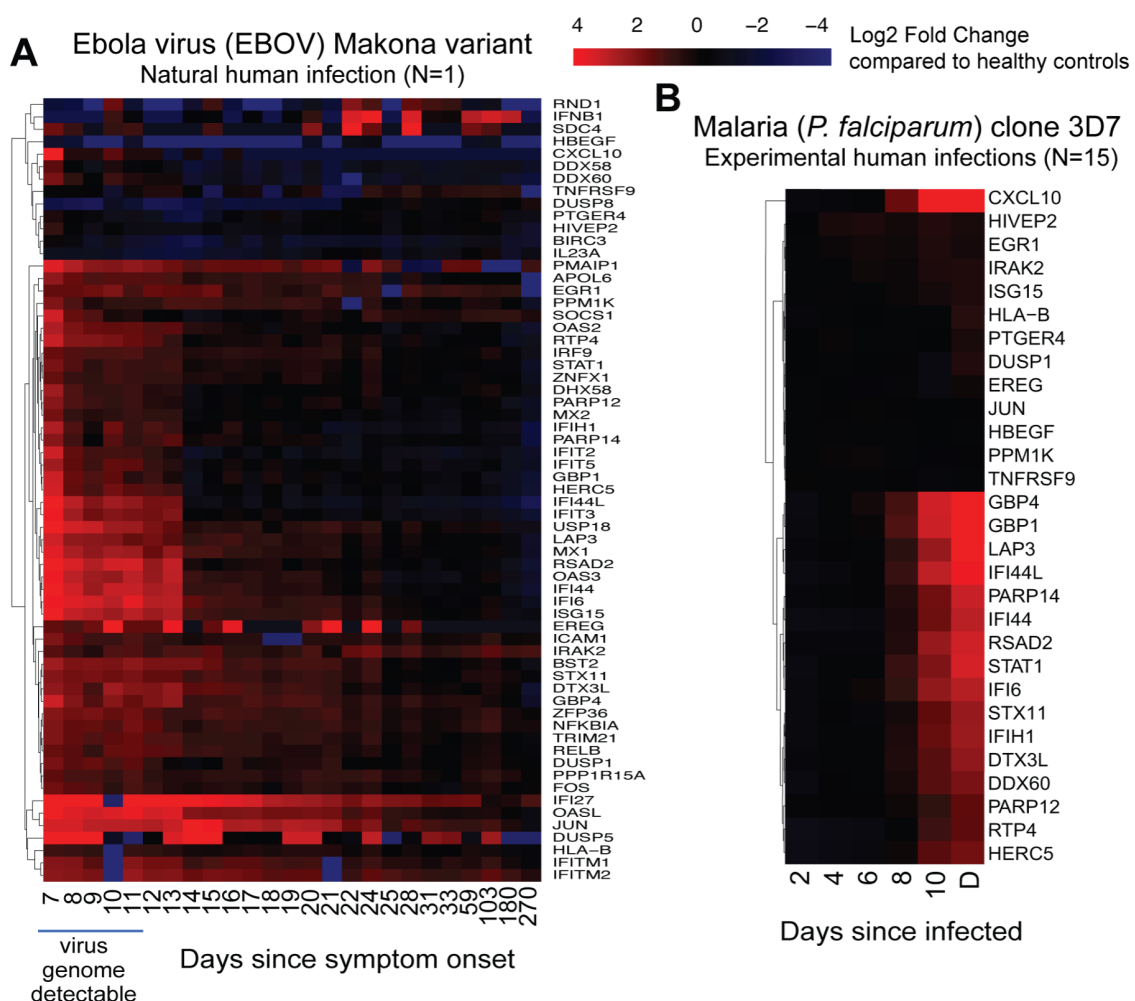 A
Ebola virus (EBOV) Makona variant
Natural human infection (N=1)
4 2 0 −2 −4
Log2 Fold Change
compared to healthy controls
RND1
IFNB1
SDC4
HBEGF
CXCL10
DDX58
DDX60
TNFRSF9
DUSP8
PTGER4
HIVEP2
BIRC3
IL23A
PMAIP1
APOL6
EGR1
PPM1K
SOCS1
OAS2
RTP4
IRF9
STAT1
ZNFX1
DHX58
PARP12
MX2
IFIH1
PARP14
IFIT2
IFIT5
GBP1
HERC5
IFI44L
IFIT3
USP18
LAP3
MX1
RSAD2
OAS3
IFI44
IFI6
ISG15
EREG
ICAM1
IRAK2
BST2
STX11
DTX3L
GBP4
ZFP36
NFKBIA
TRIM21
RELB
DUSP1
PPP1R15A
FOS
IFI27
OASL
JUN
DUSP5
HLA−B
IFITM1
IFITM2
7 8 9 10 11 12 13 14 15 16 17 18 19 20 21 22 24 25 28 31 33 59 103 180 270
virus
genome
detectable
Days since symptom onset
B
Malaria (P. falciparum) clone 3D7
Experimental human infections (N=15)
CXCL10
HIVEP2
EGR1
IRAK2
ISG15
HLA−B
PTGER4
DUSP1
EREG
JUN
HBEGF
PPM1K
TNFRSF9
GBP4
GBP1
LAP3
IFI44L
PARP14
IFI44
RSAD2
STAT1
IFI6
STX11
IFIH1
DTX3L
DDX60
PARP12
RTP4
HERC5
2 4 6 8 10 D
Days since infected